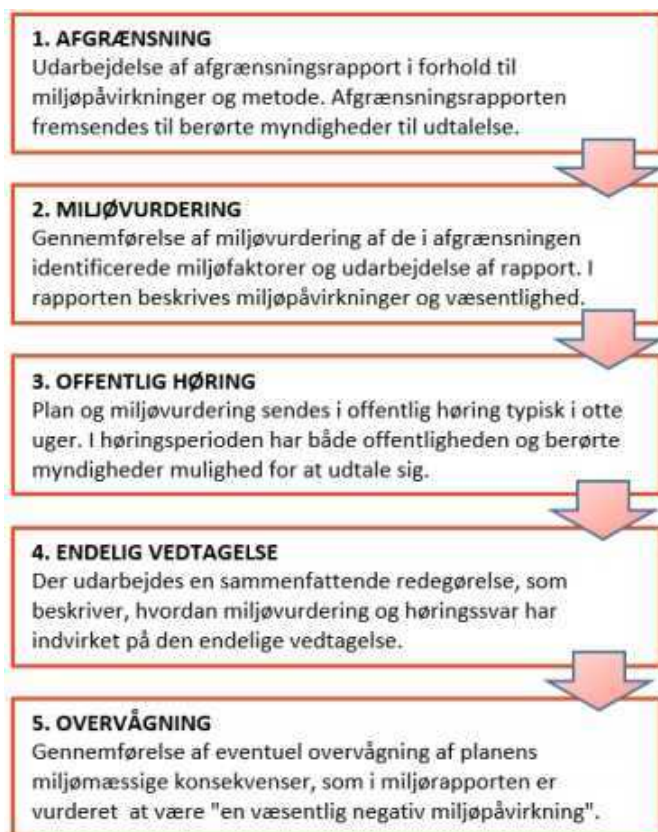 1. AFGRÆNSNING
Udarbejdelse af afgrænsningsrapport i forhold til
miljøpåvirkninger og metode. Afgrænsningsrapporten
fremsendes til berørte myndigheder til udtalelse.
2. MILJØVURDERING
Gennemførelse af miljøvurdering af de i afgrænsningen
identificerede miljøfaktorer og udarbejdelse af rapport. I
rapporten beskrives miljøpåvirkninger og væsentlighed.
3. OFFENTLIG HØRING
Plan og miljøvurdering sendes i offentlig høring typisk i otte
uger. I høringsperioden har både offentligheden og berørte
myndigheder mulighed for at udtale sig.
4. ENDELIG VEDTAGELSE
Der udarbejdes en sammenfattende redegørelse, som
beskriver, hvordan miljøvurdering og høringssvar har
indvirket på den endelige vedtagelse.
5. OVERVÅGNING
Gennemførelse af eventuel overvågning af planens
miljømæssige konsekvenser, som i miljørapporten er
vurderet at være "en væsentlig negativ miljøpåvirkning".